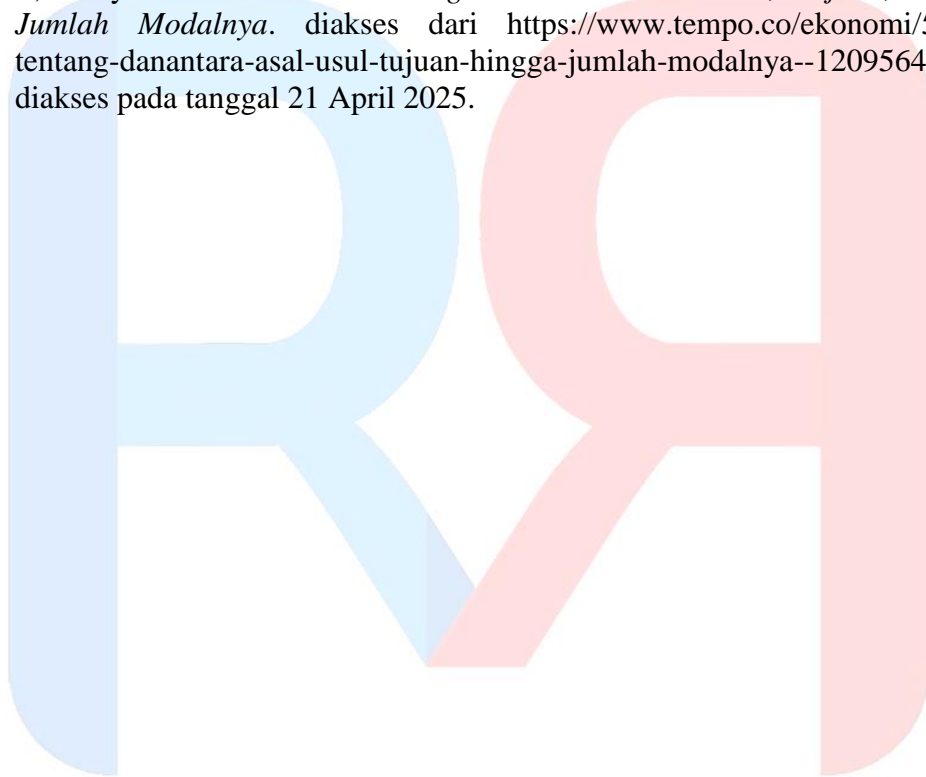 Jumlah Modalnya. diakses dari https://www.tempo.co/ekonomi/5
tentang-danantara-asal-usul-tujuan-hingga-jumlah-modalnya--1209564
diakses pada tanggal 21 April 2025.